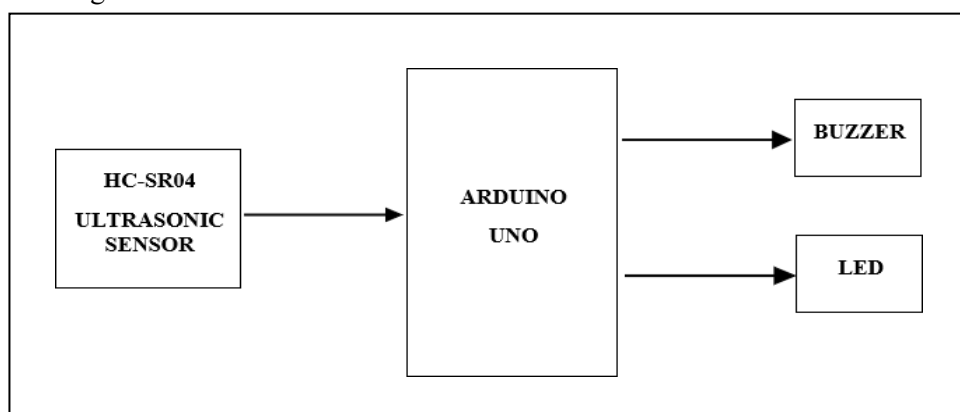 HC-SR04
ULTRASONIC
SENSOR
ARDUINO
UNO
BUZZER
LED